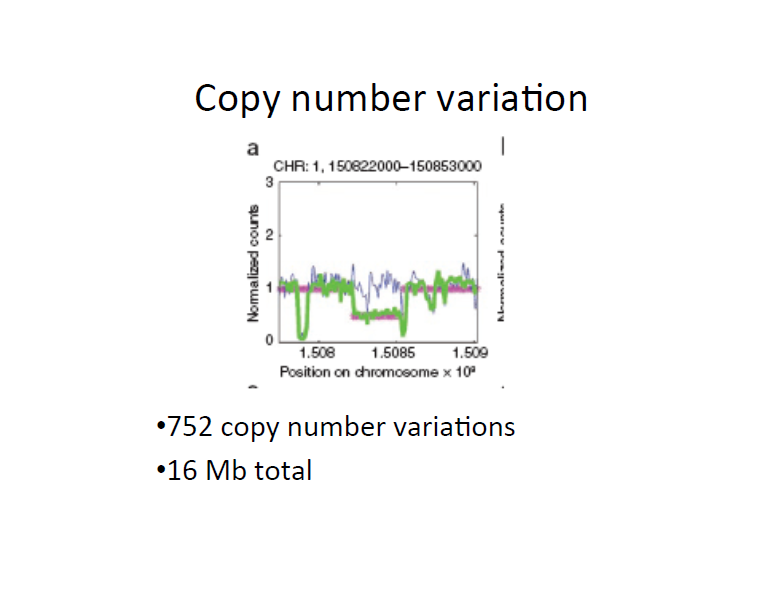 Copy number variation
a
CHR: 1, 150822000–150853000
3
2
1
0
Normalized counts
1.508
1.5085
1.509
Position on chromosome × 10⁸
•752 copy number variations
•16 Mb total